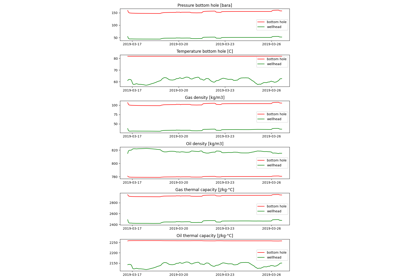 Pressure bottom hole [bara]
150
100
50
bottom hole
wellhead
2019-03-17 2019-03-20 2019-03-23 2019-03-26
Temperature bottom hole [C]
80
70
60
bottom hole
wellhead
2019-03-17 2019-03-20 2019-03-23 2019-03-26
Gas density [kg/m3]
100
75
50
bottom hole
wellhead
2019-03-17 2019-03-20 2019-03-23 2019-03-26
Oil density [kg/m3]
820
800
780
bottom hole
wellhead
2019-03-17 2019-03-20 2019-03-23 2019-03-26
Gas thermal capacity [J/kg·°C]
2800
2600
2400
bottom hole
wellhead
2019-03-17 2019-03-20 2019-03-23 2019-03-26
Oil thermal capacity [J/kg·°C]
2250
2200
2150
bottom hole
wellhead
2019-03-17 2019-03-20 2019-03-23 2019-03-26